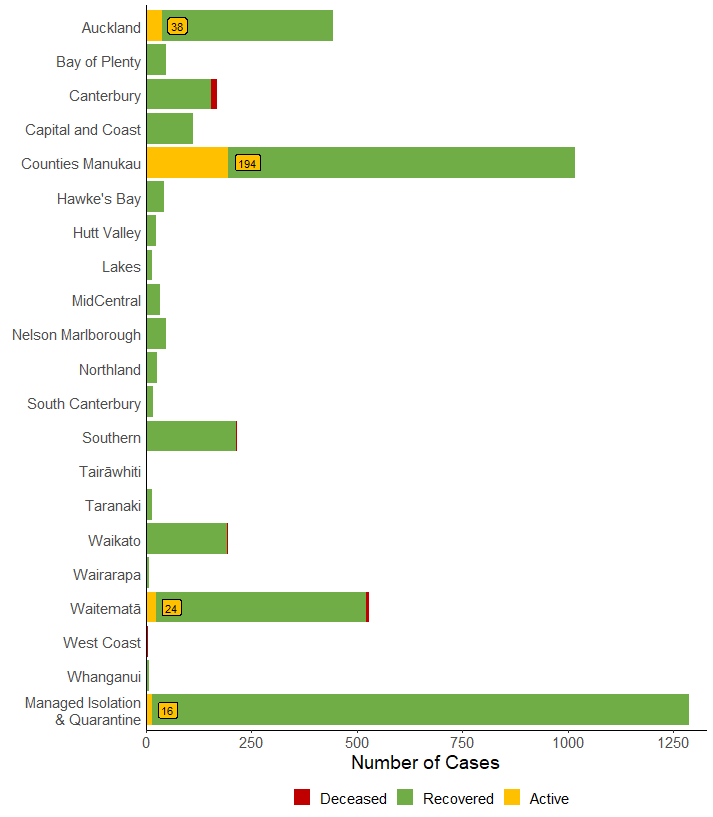 Auckland
38
Bay of Plenty
Canterbury
Capital and Coast
Counties Manukau
194
Hawke's Bay
Hutt Valley
Lakes
MidCentral
Nelson Marlborough
Northland
South Canterbury
Southern
Tairāwhiti
Taranaki
Waikato
Wairarapa
Waitematā
24
West Coast
Whanganui
Managed Isolation
& Quarantine
16
0 250 500 750 1000 1250
Number of Cases
Deceased Recovered Active